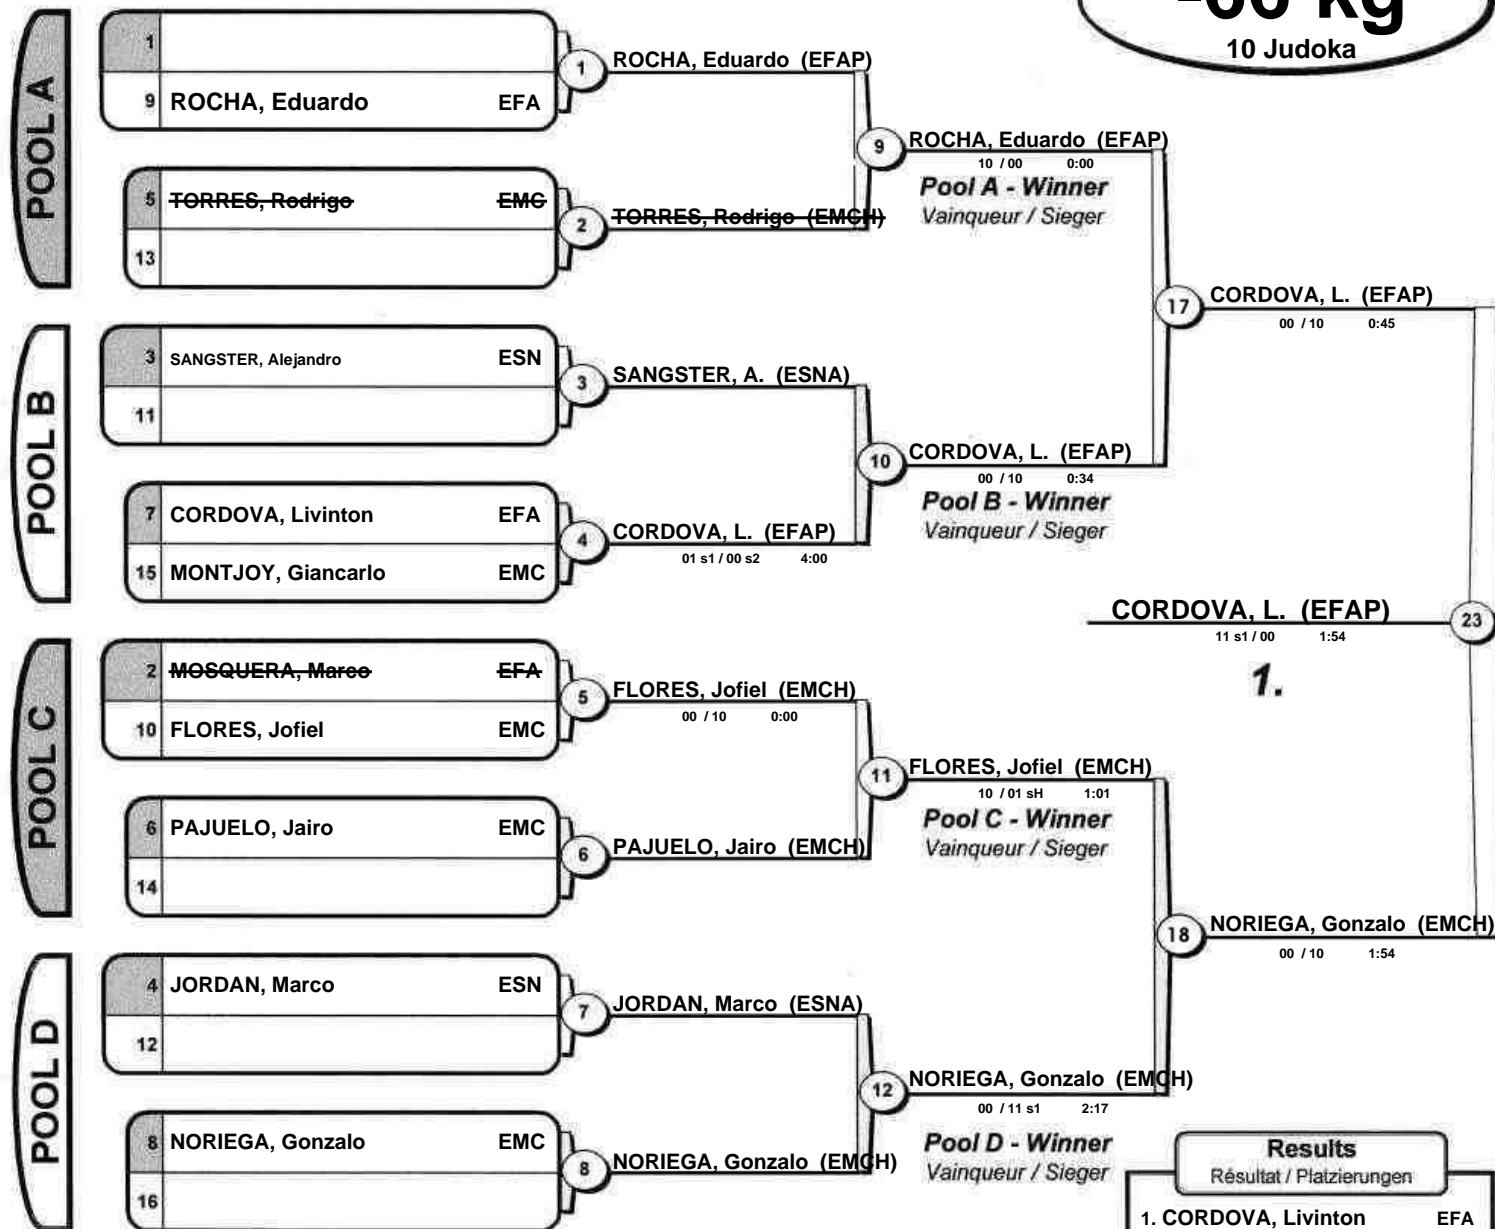 -60 kg
10 Judoka
POOL A
1
9 ROCHA, Eduardo EFA
5 TORRES, Rodrigo EMC
13
1 ROCHA, Eduardo (EFAP)
2 TORRES, Rodrigo (EMCH)
9 ROCHA, Eduardo (EFAP)
10 / 00 0:00
Pool A - Winner
Vainqueur / Sieger
17 CORDOVA, L. (EFAP)
00 / 10 0:45
POOL B
3 SANGSTER, Alejandro ESN
11
7 CORDOVA, Livinton EFA
15 MONTJOY, Giancarlo EMC
3 SANGSTER, A. (ESNA)
4 CORDOVA, L. (EFAP)
01 s1 / 00 s2 4:00
10 CORDOVA, L. (EFAP)
00 / 10 0:34
Pool B - Winner
Vainqueur / Sieger
CORDOVA, L. (EFAP) 23
11 s1 / 00 1:54
1.
POOL C
2 MOSQUERA, Marco EFA
10 FLORES, Jofiel EMC
6 PAJUELO, Jairo EMC
14
5 FLORES, Jofiel (EMCH)
00 / 10 0:00
6 PAJUELO, Jairo (EMCH)
11 FLORES, Jofiel (EMCH)
10 / 01 sH 1:01
Pool C - Winner
Vainqueur / Sieger
18 NORIEGA, Gonzalo (EMCH)
00 / 10 1:54
POOL D
4 JORDAN, Marco ESN
12
8 NORIEGA, Gonzalo EMC
16
7 JORDAN, Marco (ESNA)
8 NORIEGA, Gonzalo (EMCH)
12 NORIEGA, Gonzalo (EMCH)
00 / 11 s1 2:17
Pool D - Winner
Vainqueur / Sieger
Results
Résultat / Platzierungen
1. CORDOVA, Livinton EFA